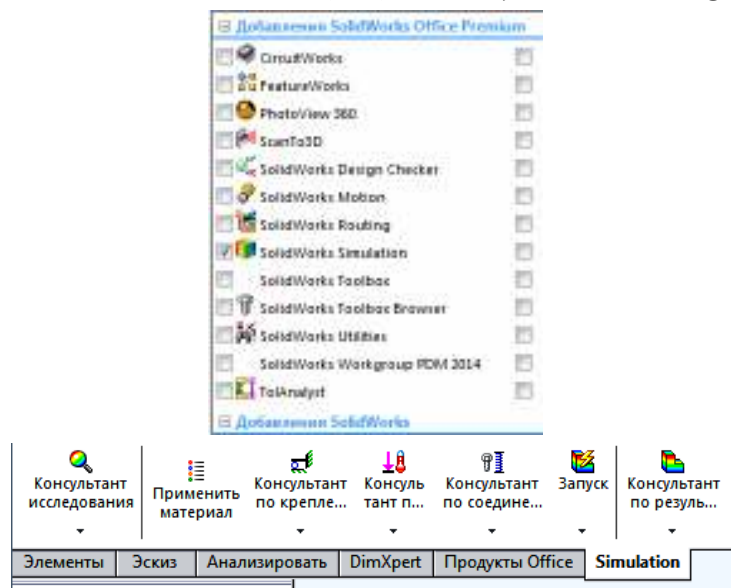 Добавления SolidWorks Office Premium
CircuitWorks
FeatureWorks
PhotoView 360
ScanTo3D
SolidWorks Design Checker
SolidWorks Motion
SolidWorks Routing
SolidWorks Simulation
SolidWorks Toolbox
SolidWorks Toolbox Browser
SolidWorks Utilities
SolidWorks Workgroup PDM 2014
TolAnalyst
Добавления SolidWorks
Консультант исследования
Применить материал
Консультант по крепле...
Консуль тант п...
Консультант по соедине...
Запуск
Консультант по резуль...
Элементы Эскиз Анализировать DimXpert Продукты Office Simulation